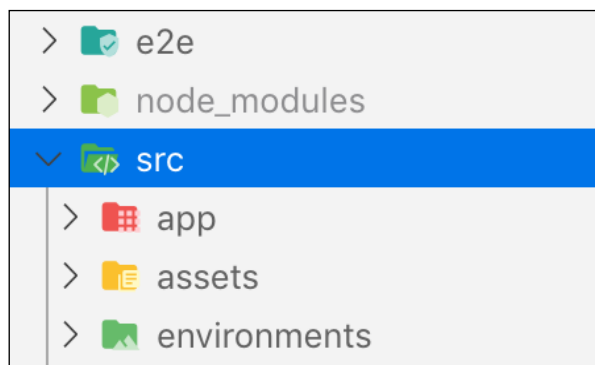 e2e
node_modules
src
app
assets
environments